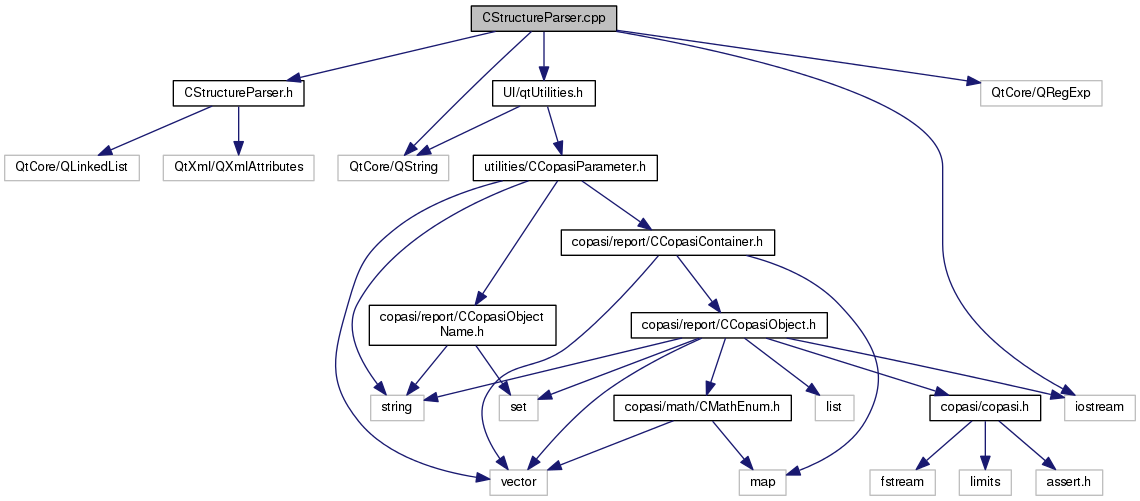 CStructureParser.cpp
CStructureParser.h
UI/qtUtilities.h
QtCore/QRegExp
QtCore/QLinkedList
QtXml/QXmlAttributes
QtCore/QString
utilities/CCopasiParameter.h
copasi/report/CCopasiContainer.h
copasi/report/CCopasiObject
Name.h
copasi/report/CCopasiObject.h
string
set
copasi/math/CMathEnum.h
list
copasi/copasi.h
iostream
vector
map
fstream
limits
assert.h